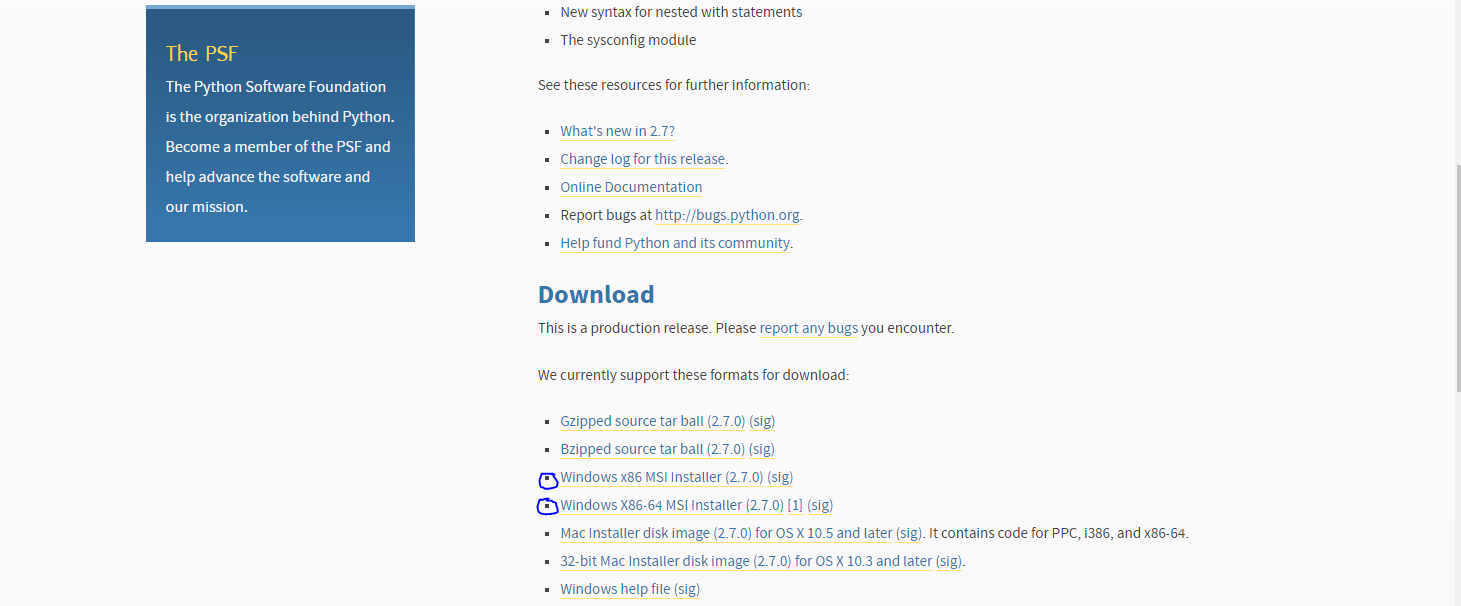 The PSF
The Python Software Foundation
is the organization behind Python.
Become a member of the PSF and
help advance the software and
our mission.
New syntax for nested with statements
The sysconfig module
See these resources for further information:
What's new in 2.7?
Change log for this release.
Online Documentation
Report bugs at http://bugs.python.org.
Help fund Python and its community.
Download
This is a production release. Please report any bugs you encounter.
We currently support these formats for download:
Gzipped source tar ball (2.7.0) (sig)
Bzipped source tar ball (2.7.0) (sig)
Windows x86 MSI Installer (2.7.0) (sig)
Windows X86-64 MSI Installer (2.7.0) [1] (sig)
Mac Installer disk image (2.7.0) for OS X 10.5 and later (sig). It contains code for PPC, i386, and x86-64.
32-bit Mac Installer disk image (2.7.0) for OS X 10.3 and later (sig).
Windows help file (sig)